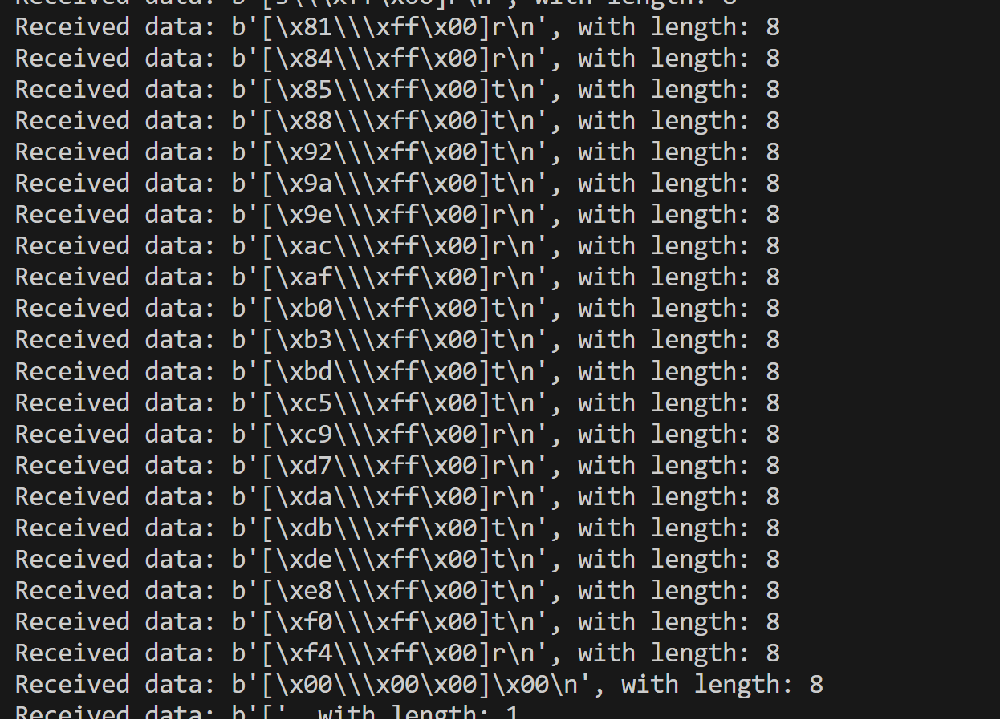 Received data: b'[s\\\xff\x00]r\n', with length: 8
Received data: b'[\x81\\\xff\x00]r\n', with length: 8
Received data: b'[\x84\\\xff\x00]r\n', with length: 8
Received data: b'[\x85\\\xff\x00]t\n', with length: 8
Received data: b'[\x88\\\xff\x00]t\n', with length: 8
Received data: b'[\x92\\\xff\x00]t\n', with length: 8
Received data: b'[\x9a\\\xff\x00]t\n', with length: 8
Received data: b'[\x9e\\\xff\x00]r\n', with length: 8
Received data: b'[\xac\\\xff\x00]r\n', with length: 8
Received data: b'[\xaf\\\xff\x00]r\n', with length: 8
Received data: b'[\xb0\\\xff\x00]t\n', with length: 8
Received data: b'[\xb3\\\xff\x00]t\n', with length: 8
Received data: b'[\xbd\\\xff\x00]t\n', with length: 8
Received data: b'[\xc5\\\xff\x00]t\n', with length: 8
Received data: b'[\xc9\\\xff\x00]r\n', with length: 8
Received data: b'[\xd7\\\xff\x00]r\n', with length: 8
Received data: b'[\xda\\\xff\x00]r\n', with length: 8
Received data: b'[\xdb\\\xff\x00]t\n', with length: 8
Received data: b'[\xde\\\xff\x00]t\n', with length: 8
Received data: b'[\xe8\\\xff\x00]t\n', with length: 8
Received data: b'[\xf0\\\xff\x00]t\n', with length: 8
Received data: b'[\xf4\\\xff\x00]r\n', with length: 8
Received data: b'[\x00\\\x00\x00]\x00\n', with length: 8
Received data: b'[', with length: 1